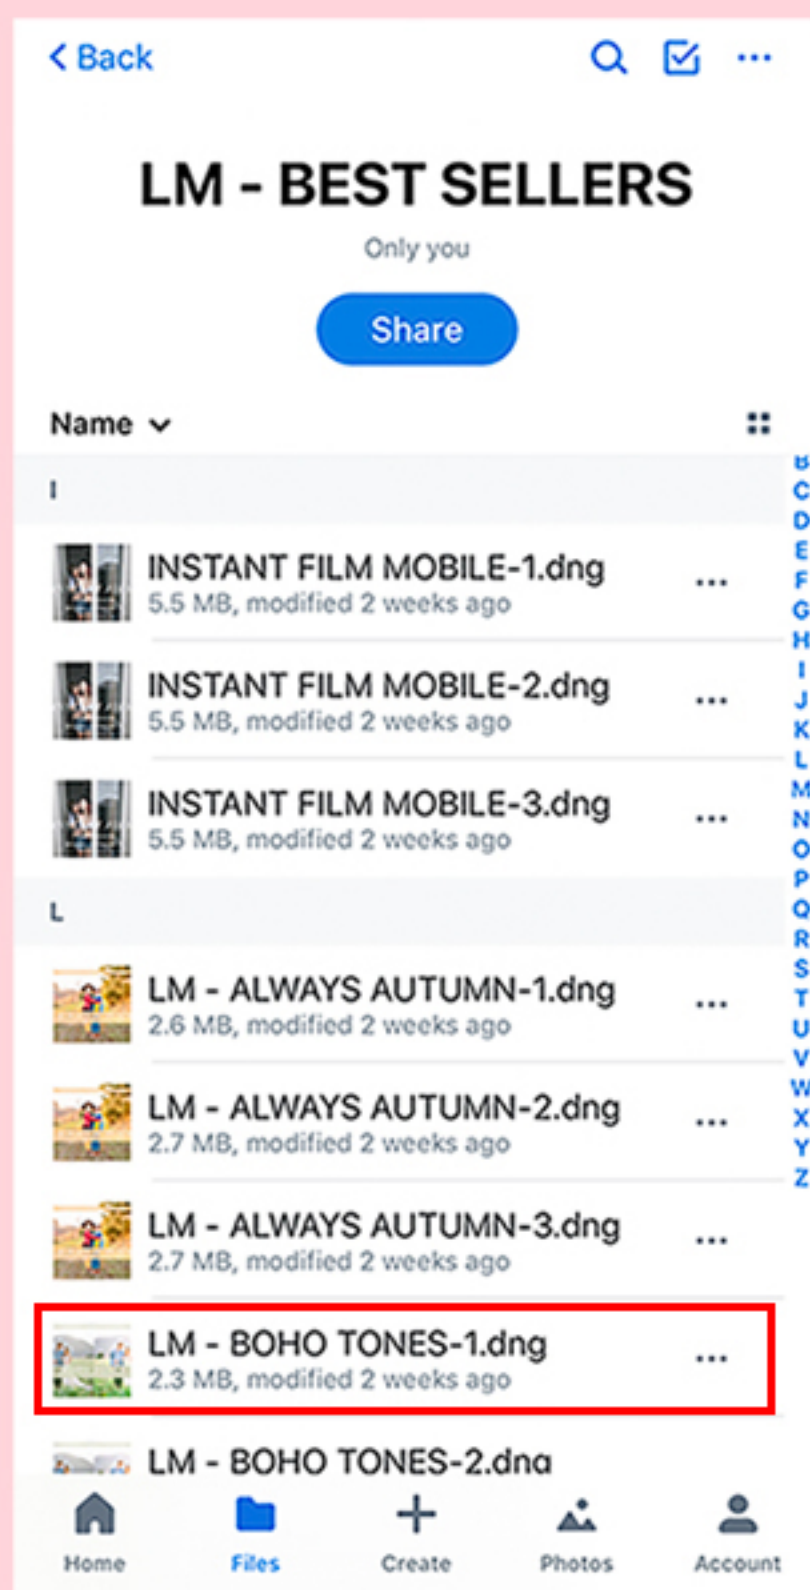 Back
LM - BEST SELLERS
Only you
Share
Name
I
INSTANT FILM MOBILE-1.dng
5.5 MB, modified 2 weeks ago
INSTANT FILM MOBILE-2.dng
5.5 MB, modified 2 weeks ago
INSTANT FILM MOBILE-3.dng
5.5 MB, modified 2 weeks ago
L
LM - ALWAYS AUTUMN-1.dng
2.6 MB, modified 2 weeks ago
LM - ALWAYS AUTUMN-2.dng
2.7 MB, modified 2 weeks ago
LM - ALWAYS AUTUMN-3.dng
2.7 MB, modified 2 weeks ago
LM - BOHO TONES-1.dng
2.3 MB, modified 2 weeks ago
LM - BOHO TONES-2.dng
B
C
D
E
F
G
H
I
J
K
L
M
N
O
P
Q
R
S
T
U
V
W
X
Y
Z
Home Files Create Photos Account